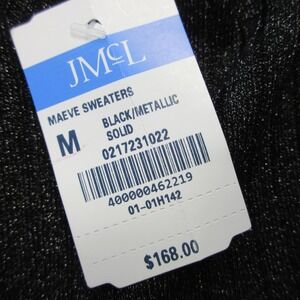 JMcL
MAEVE SWEATERS
M
BLACK/METALLIC
SOLID
0217231022
400000462219
01-01H142
$168.00